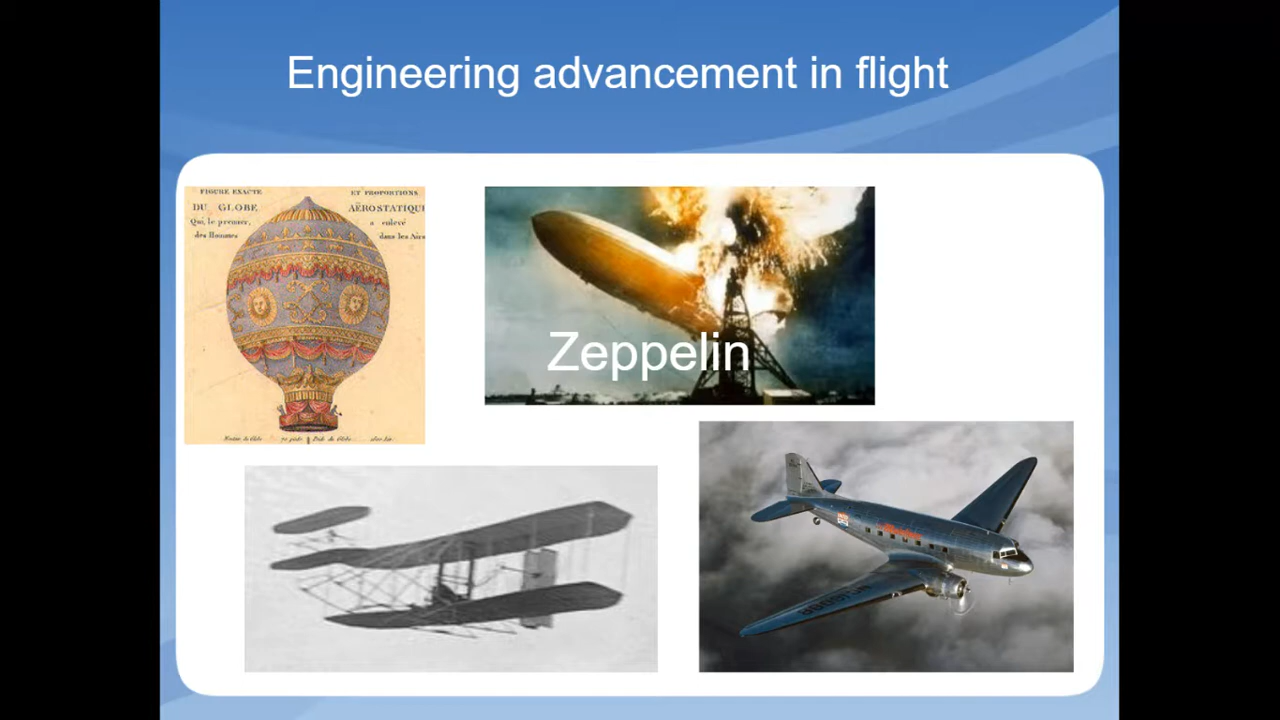 Engineering advancement in flight
FIGURE EXACTE ET PROPORTIONS
DU GLOBE AËROSTATIQU
Qui, le premier, a enlevé
des Hommes dans les Airs
Zeppelin